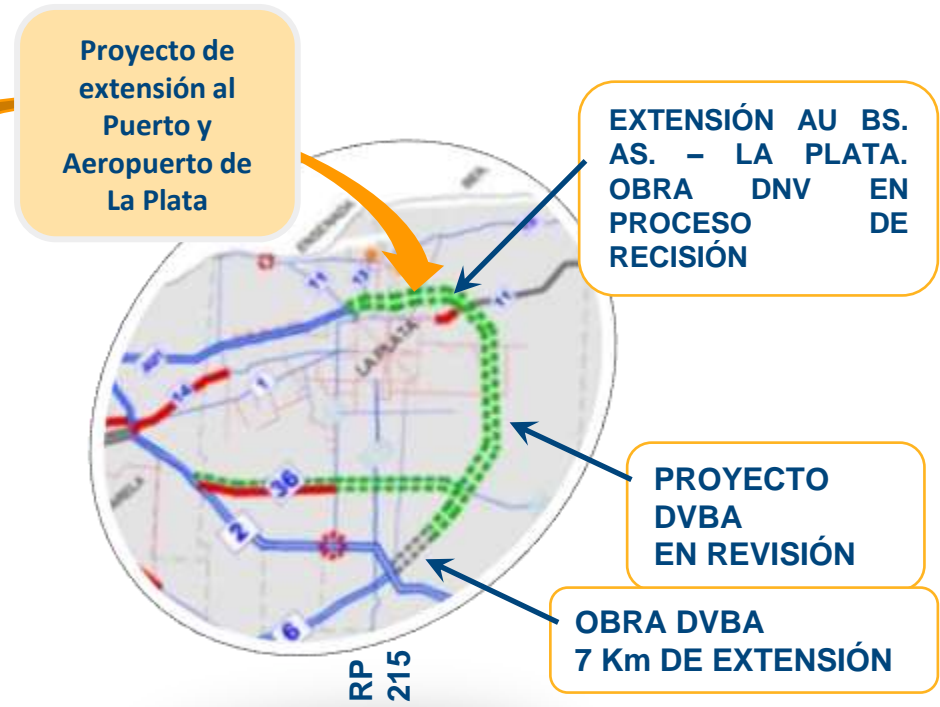 Proyecto de
extensión al
Puerto y
Aeropuerto de
La Plata
EXTENSIÓN AU BS.
AS. – LA PLATA.
OBRA DNV EN
PROCESO DE
RECISIÓN
ENSENADA
11
13
11
LA PLATA
14
1
36
2
6
PROYECTO
DVBA
EN REVISIÓN
OBRA DVBA
7 Km DE EXTENSIÓN
RP
215